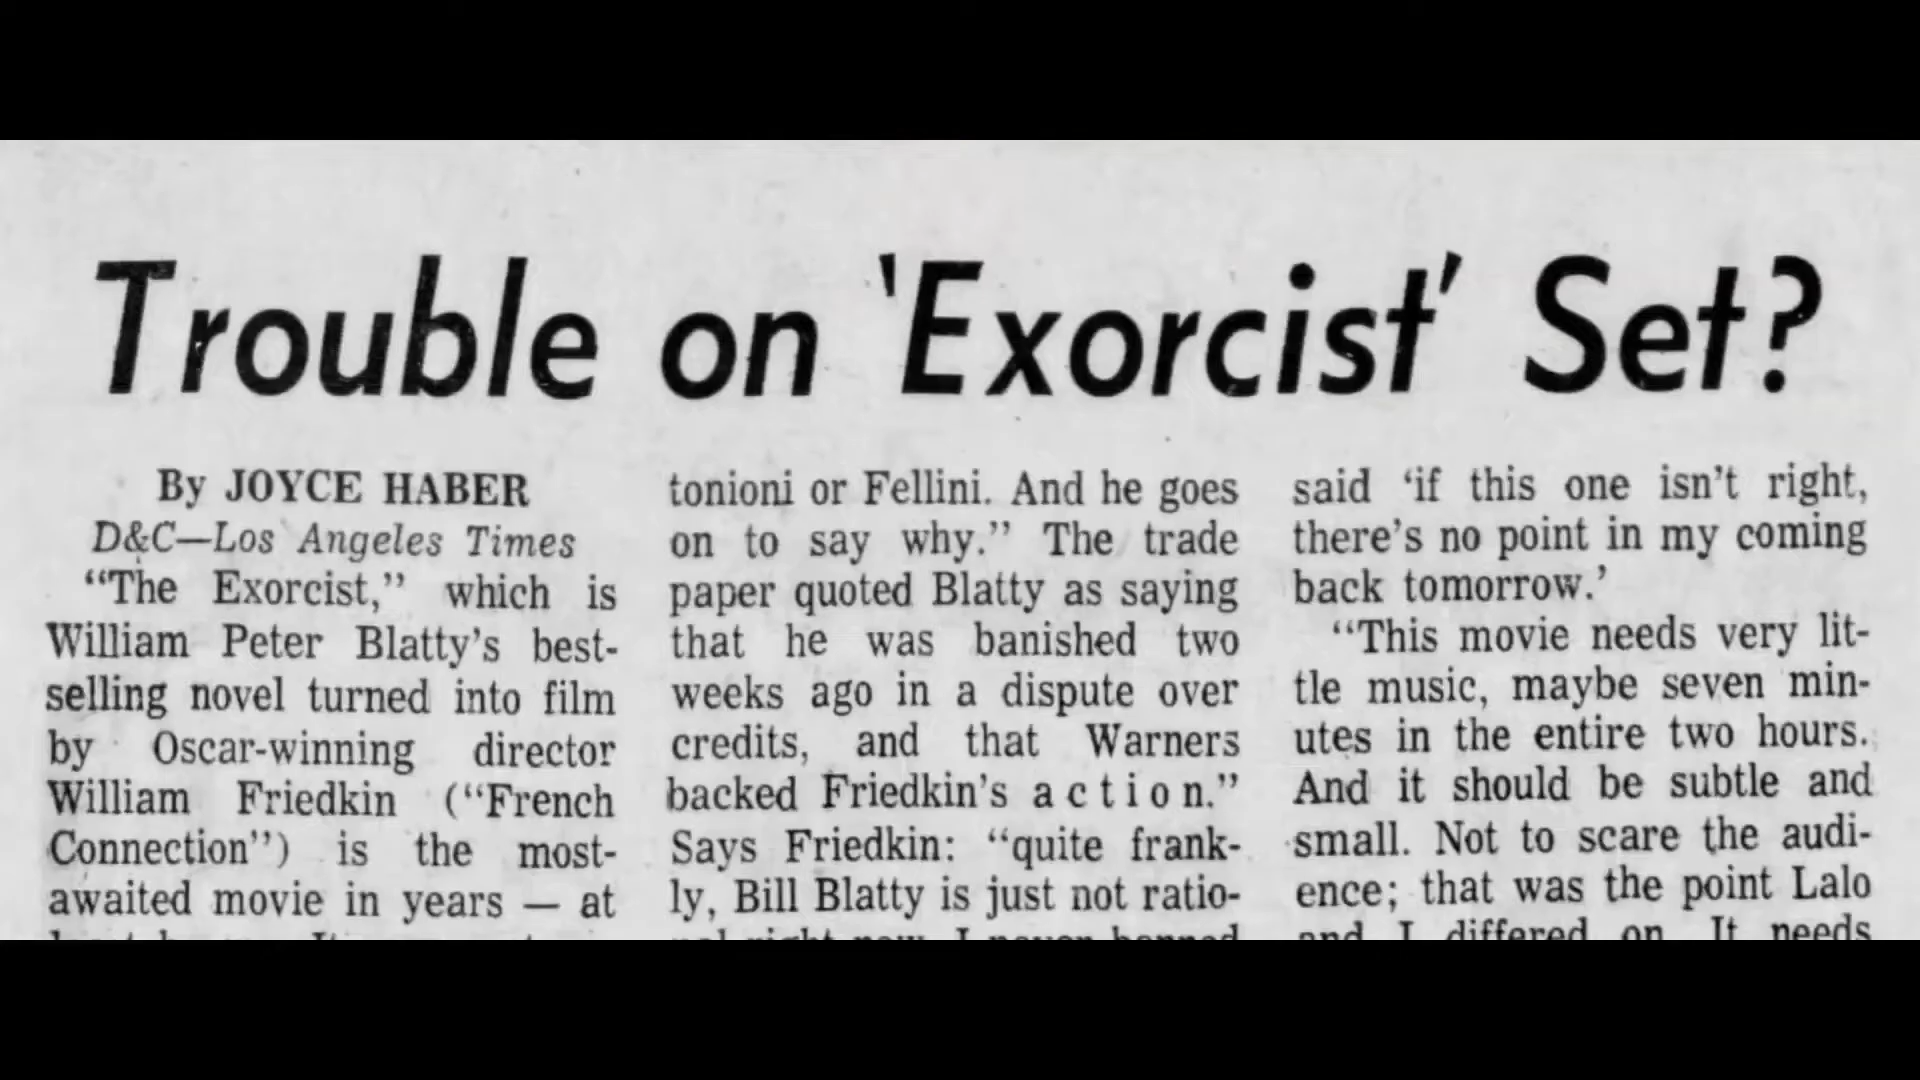 Trouble on 'Exorcist' Set?
By JOYCE HABER
D&C—Los Angeles Times
“The Exorcist,” which is
William Peter Blatty’s best-
selling novel turned into film
by Oscar-winning director
William Friedkin (“French
Connection”) is the most-
awaited movie in years — at
tonioni or Fellini. And he goes
on to say why.” The trade
paper quoted Blatty as saying
that he was banished two
weeks ago in a dispute over
credits, and that Warners
backed Friedkin’s a c t i o n.”
Says Friedkin: “quite frank-
ly, Bill Blatty is just not ratio-
said ‘if this one isn’t right,
there’s no point in my coming
back tomorrow.’
“This movie needs very lit-
tle music, maybe seven min-
utes in the entire two hours.
And it should be subtle and
small. Not to scare the audi-
ence; that was the point Lalo
and I differed on. It needs